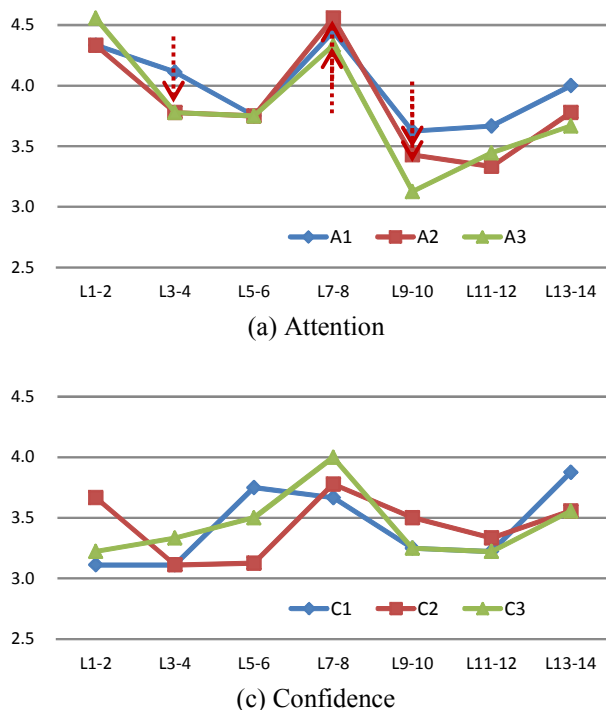 4.5
4.0
3.5
3.0
2.5
A1 A2 A3
L1-2 L3-4 L5-6 L7-8 L9-10 L11-12 L13-14
(a) Attention
4.5
4.0
3.5
3.0
2.5
C1 C2 C3
L1-2 L3-4 L5-6 L7-8 L9-10 L11-12 L13-14
(c) Confidence